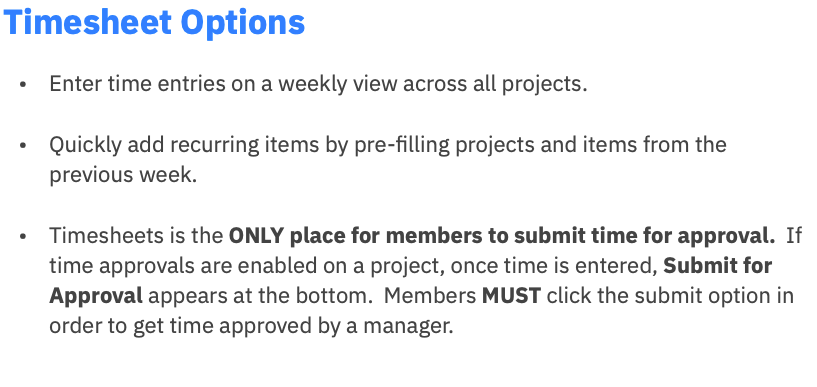 Timesheet Options
• Enter time entries on a weekly view across all projects.
• Quickly add recurring items by pre-filling projects and items from the
previous week.
• Timesheets is the ONLY place for members to submit time for approval.  If
time approvals are enabled on a project, once time is entered, Submit for
Approval appears at the bottom.  Members MUST click the submit option in
order to get time approved by a manager.